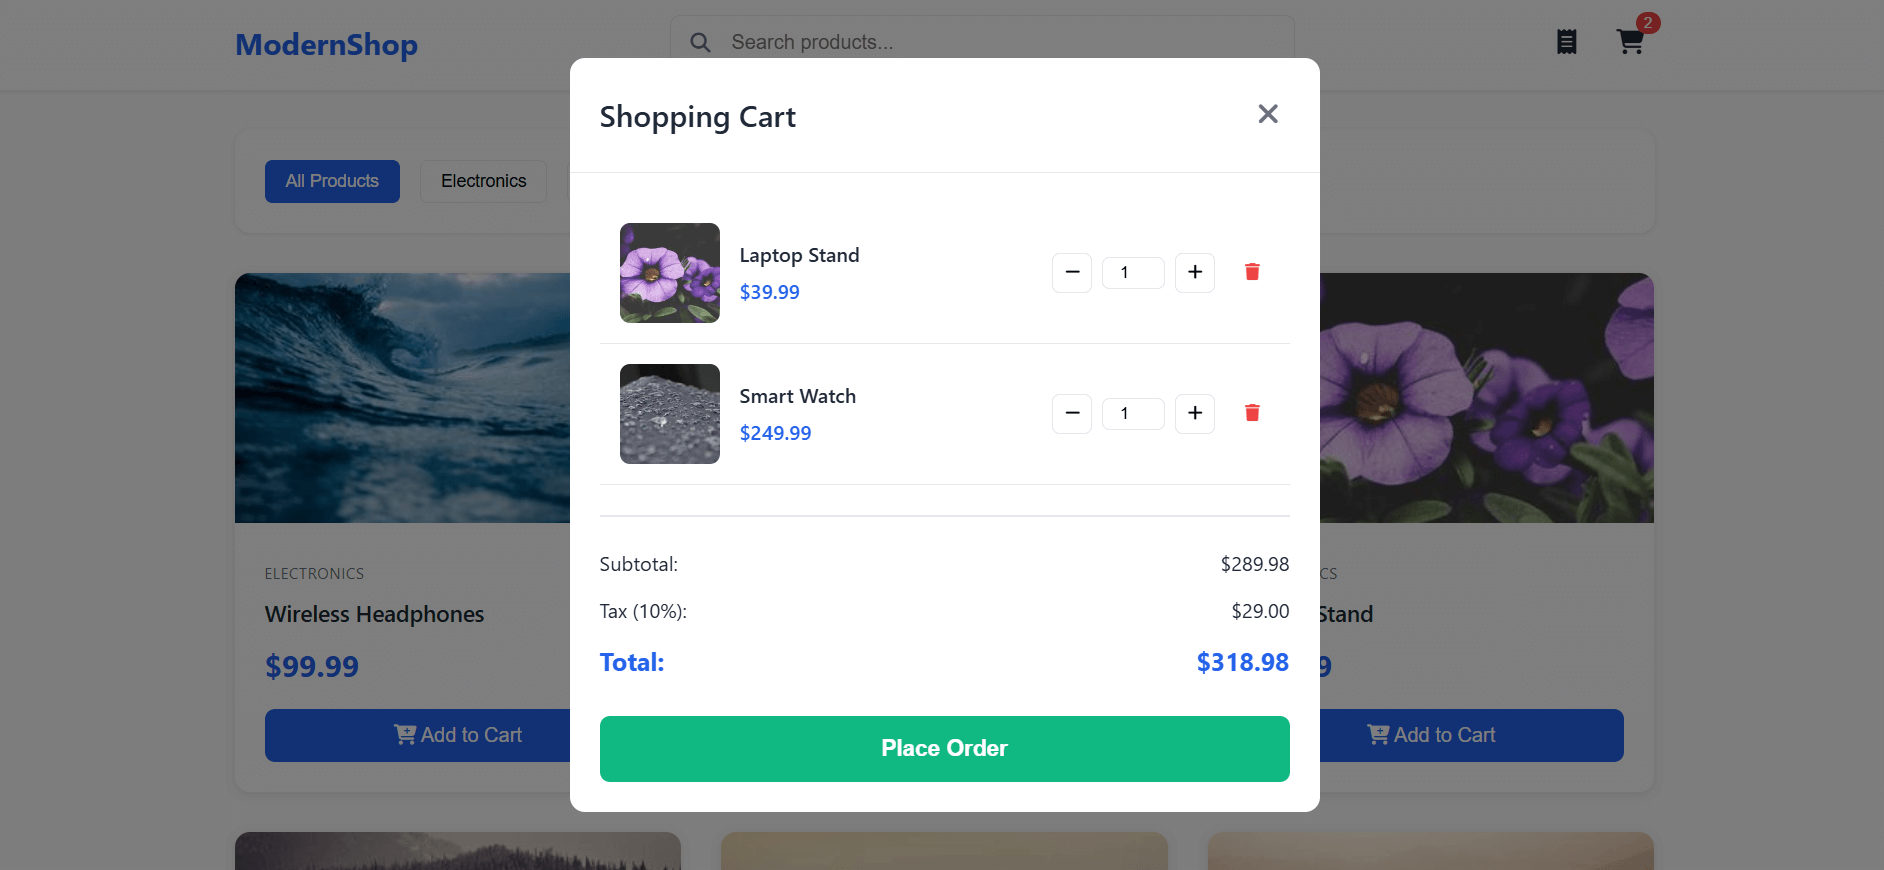 ModernShop
Search products...
2
All Products
Electronics
Shopping Cart
Laptop Stand
$39.99
1
Smart Watch
$249.99
1
Subtotal: $289.98
Tax (10%): $29.00
Total: $318.98
Place Order
ELECTRONICS
Wireless Headphones
$99.99
Add to Cart
CS
Stand
9
Add to Cart